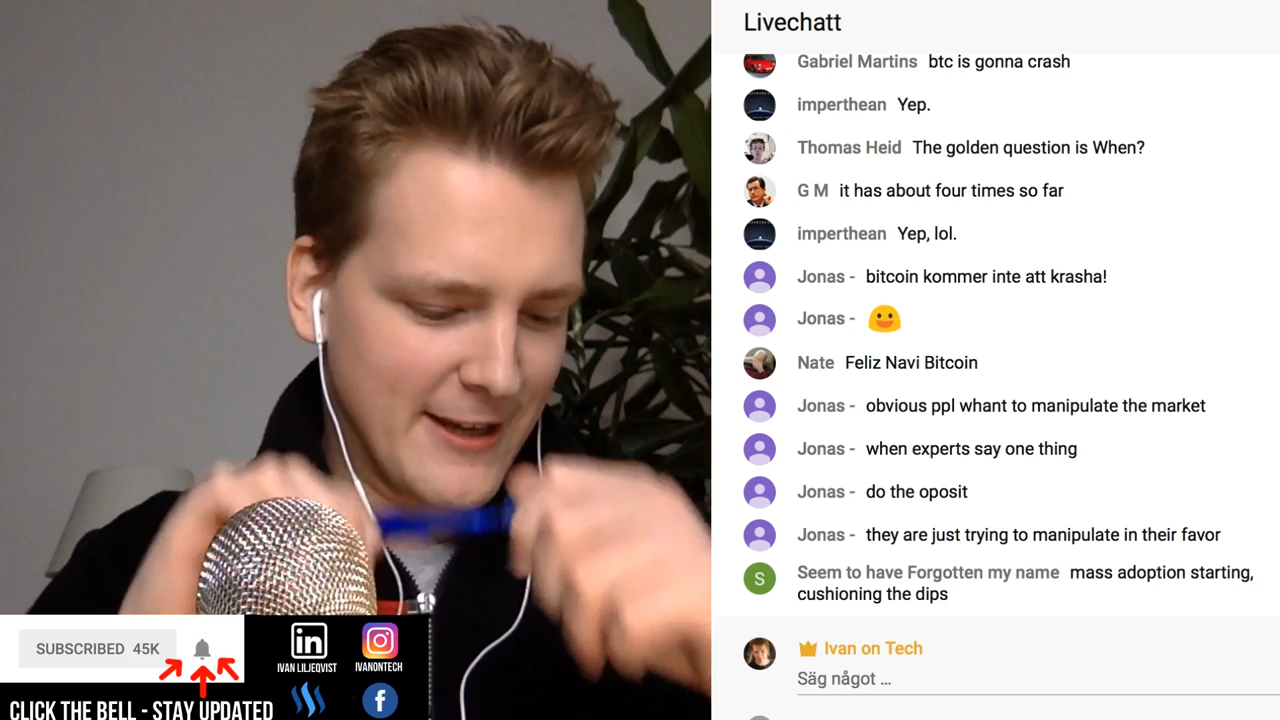 Livechatt
Gabriel Martins btc is gonna crash
imperthean Yep.
Thomas Heid The golden question is When?
G M it has about four times so far
imperthean Yep, lol.
Jonas - bitcoin kommer inte att krasha!
Jonas -
Nate Feliz Navi Bitcoin
Jonas - obvious ppl whant to manipulate the market
Jonas - when experts say one thing
Jonas - do the oposit
Jonas - they are just trying to manipulate in their favor
S Seem to have Forgotten my name mass adoption starting,
cushioning the dips
Ivan on Tech
Säg något ...
SUBSCRIBED 45K
CLICK THE BELL - STAY UPDATED
in
IVAN LILJEQVIST
IVANONTECH
f